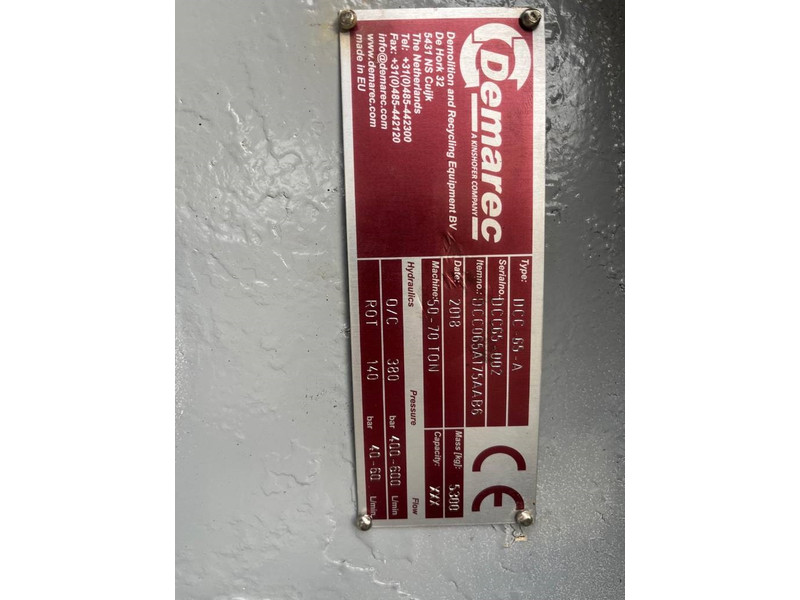 Demarec
A KINSHOFER COMPANY
Demolition and Recycling Equipment BV
De Hork 32
5431 NS Cuijk
The Netherlands
Tel: +31(0)485-442300
Fax: +31(0)485-442120
info@demarec.com
www.demarec.com
made in EU
Type: DCC-65-A
Serialno. DCC65-002
Itemno.: DCC065A175AAB6
Date: 2018 Mass [kg]: 5300
Machine: 50-70 TON Capacity: XXX
Hydraulics Pressure Flow
O/C 380 bar 400-600 L/min.
ROT 140 bar 40-60 L/min.
CE